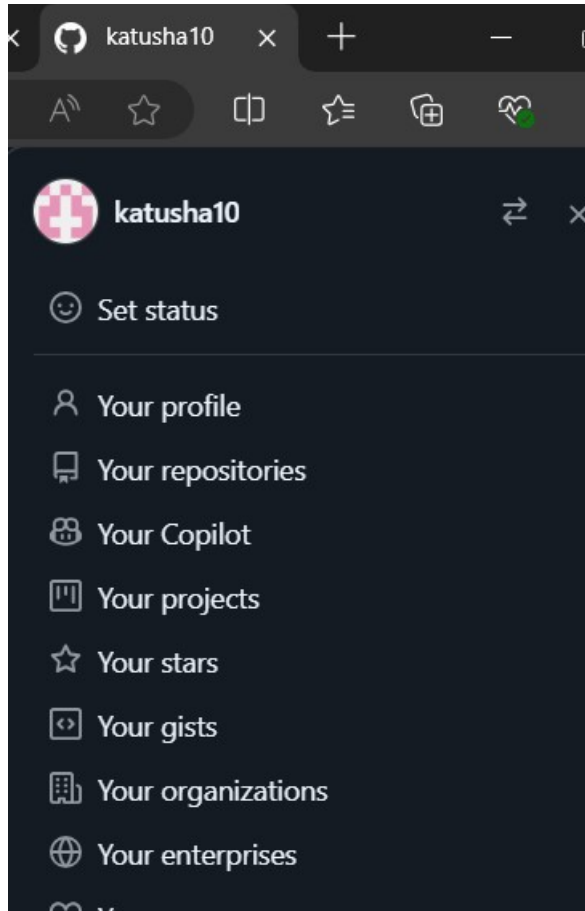 katusha10
katusha10
Set status
Your profile
Your repositories
Your Copilot
Your projects
Your stars
Your gists
Your organizations
Your enterprises